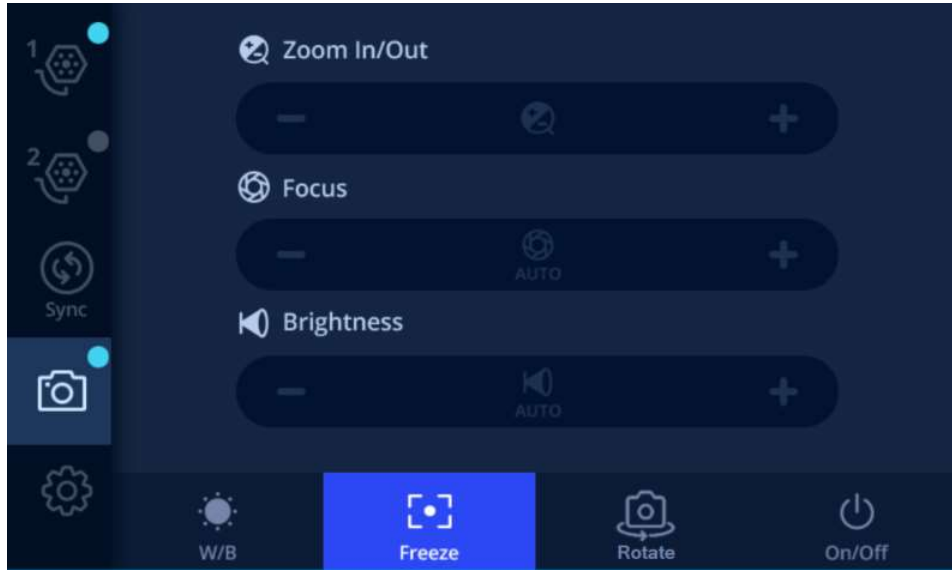 1
2
Sync
Zoom In/Out
Focus
AUTO
Brightness
AUTO
W/B
Freeze
Rotate
On/Off